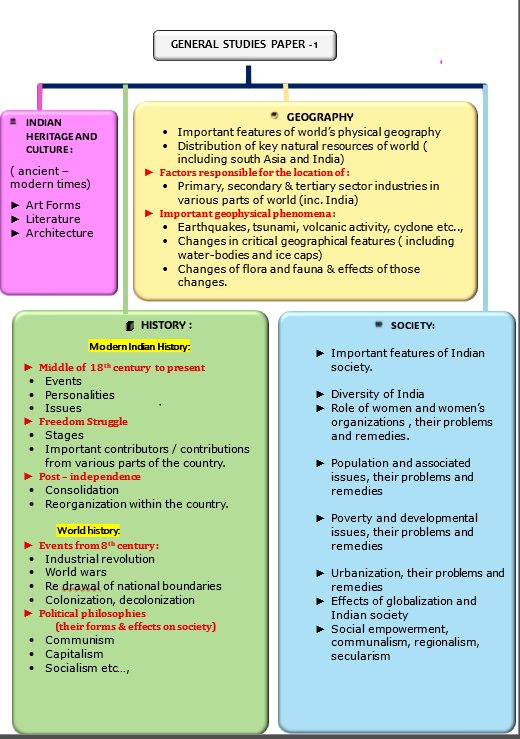 GENERAL STUDIES PAPER -1
INDIAN
HERITAGE AND
CULTURE :
( ancient –
modern times)
► Art Forms
► Literature
► Architecture
GEOGRAPHY
• Important features of world’s physical geography
• Distribution of key natural resources of world (
including south Asia and India)
► Factors responsible for the location of :
• Primary, secondary & tertiary sector industries in
various parts of world (inc. India)
► Important geophysical phenomena :
• Earthquakes, tsunami, volcanic activity, cyclone etc..,
• Changes in critical geographical features ( including
water-bodies and ice caps)
• Changes of flora and fauna & effects of those
changes.
HISTORY :
Modern Indian History:
► Middle of 18th century to present
• Events
• Personalities
• Issues
► Freedom Struggle
• Stages
• Important contributors / contributions
from various parts of the country.
► Post – independence
• Consolidation
• Reorganization within the country.
World history:
► Events from 8th century :
• Industrial revolution
• World wars
• Re drawal of national boundaries
• Colonization, decolonization
► Political philosophies
(their forms & effects on society)
• Communism
• Capitalism
• Socialism etc...,
SOCIETY:
► Important features of Indian
society.
► Diversity of India
► Role of women and women’s
organizations , their problems
and remedies.
► Population and associated
issues, their problems and
remedies
► Poverty and developmental
issues, their problems and
remedies
► Urbanization, their problems and
remedies
► Effects of globalization and
Indian society
► Social empowerment,
communalism, regionalism,
secularism